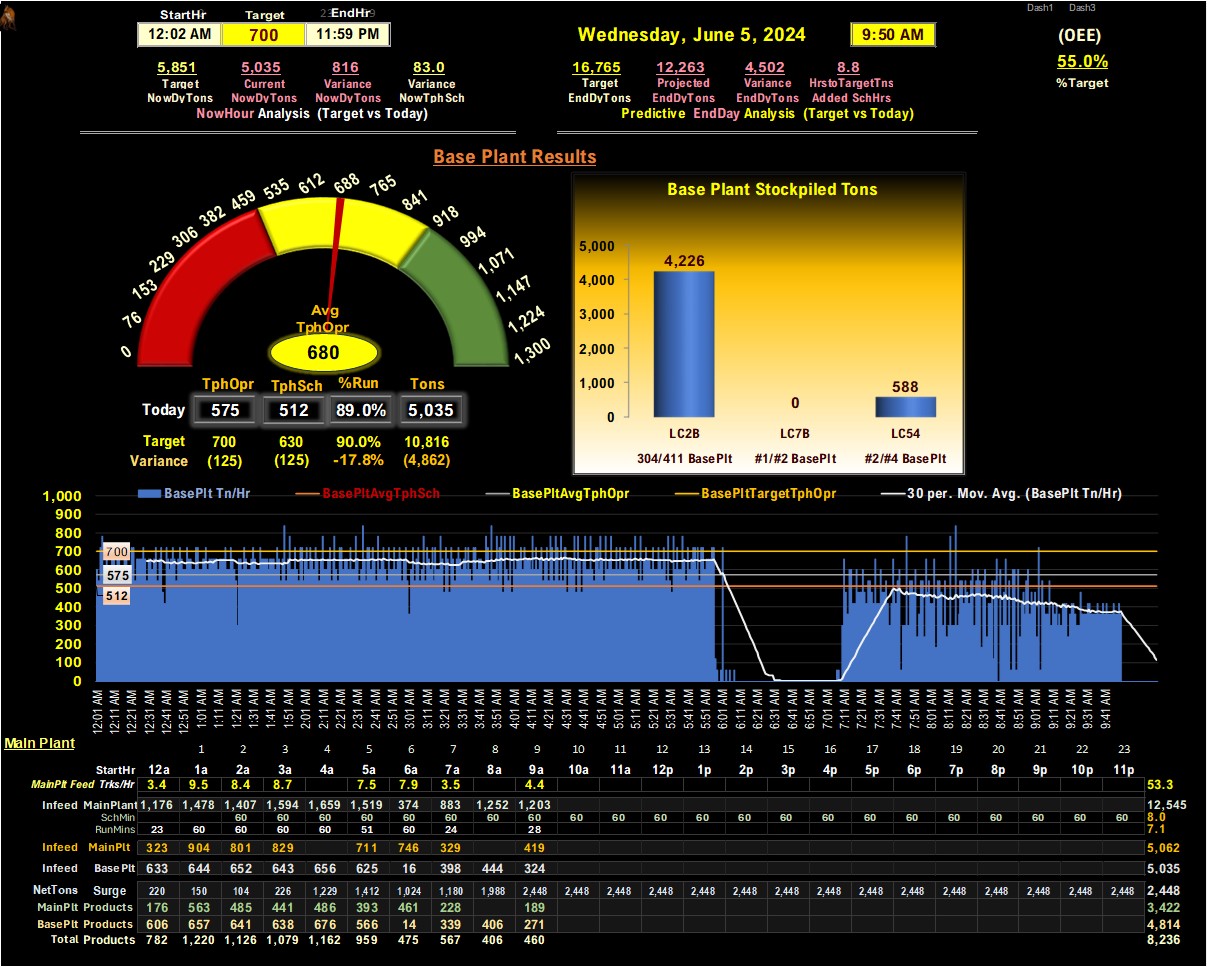 Dash1 Dash3
StartHr Target EndHr
12:02 AM 700 11:59 PM
Wednesday, June 5, 2024 9:50 AM
(OEE)
55.0%
%Target
5,851 5,035 816 83.0
Target Current Variance Variance
NowDyTons NowDyTons NowDyTons NowTphSch
NowHour Analysis (Target vs Today)
16,765 12,263 4,502 8.8
Target Projected Variance HrstoTargetTns
EndDyTons EndDyTons EndDyTons Added SchHrs
Predictive EndDay Analysis (Target vs Today)
Base Plant Results
0 76 153 229 306 382 459 535 612 688 765 841 918 994 1,071 1,147 1,224 1,300
Avg
TphOpr
680
TphOpr TphSch %Run Tons
Today 575 512 89.0% 5,035
Target 700 630 90.0% 10,816
Variance (125) (125) -17.8% (4,862)
Base Plant Stockpiled Tons
5,000
4,000
3,000
2,000
1,000
0
4,226 0 588
LC2B LC7B LC54
304/411 BasePlt #1/#2 BasePlt #2/#4 BasePlt
BasePlt Tn/Hr BasePltAvgTphSch BasePltAvgTphOpr BasePltTargetTphOpr 30 per. Mov. Avg. (BasePlt Tn/Hr)
1,000
900
800
700
600
500
400
300
200
100
0
700
575
512
12:01 AM 12:11 AM 12:21 AM 12:31 AM 12:41 AM 12:51 AM 1:01 AM 1:11 AM 1:21 AM 1:31 AM 1:41 AM 1:51 AM 2:01 AM 2:11 AM 2:21 AM 2:31 AM 2:41 AM 2:51 AM 3:01 AM 3:11 AM 3:21 AM 3:31 AM 3:41 AM 3:51 AM 4:01 AM 4:11 AM 4:21 AM 4:31 AM 4:41 AM 4:51 AM 5:01 AM 5:11 AM 5:21 AM 5:31 AM 5:41 AM 5:51 AM 6:01 AM 6:11 AM 6:21 AM 6:31 AM 6:41 AM 6:51 AM 7:01 AM 7:11 AM 7:21 AM 7:31 AM 7:41 AM 7:51 AM 8:01 AM 8:11 AM 8:21 AM 8:31 AM 8:41 AM 8:51 AM 9:01 AM 9:11 AM 9:21 AM 9:31 AM 9:41 AM
Main Plant
1 2 3 4 5 6 7 8 9 10 11 12 13 14 15 16 17 18 19 20 21 22 23
StartHr 12a 1a 2a 3a 4a 5a 6a 7a 8a 9a 10a 11a 12p 1p 2p 3p 4p 5p 6p 7p 8p 9p 10p 11p
MainPlt Feed Trks/Hr 3.4 9.5 8.4 8.7 7.5 7.9 3.5 4.4 53.3
Infeed MainPlant 1,176 1,478 1,407 1,594 1,659 1,519 374 883 1,252 1,203 12,545
SchMin 60 60 60 60 60 60 60 60 60 60 60 60 60 60 60 60 60 60 60 60 60 60 8.0
RunMins 23 60 60 60 60 51 60 24 28 7.1
Infeed MainPlt 323 904 801 829 711 746 329 419 5,062
Infeed BasePlt 633 644 652 643 656 625 16 398 444 324 5,035
NetTons Surge 220 150 104 226 1,229 1,412 1,024 1,180 1,988 2,448 2,448 2,448 2,448 2,448 2,448 2,448 2,448 2,448 2,448 2,448 2,448 2,448 2,448 2,448 2,448
MainPlt Products 176 563 485 441 486 393 461 228 189 3,422
BasePlt Products 606 657 641 638 676 566 14 339 406 271 4,814
Total Products 782 1,220 1,126 1,079 1,162 959 475 567 406 460 8,236